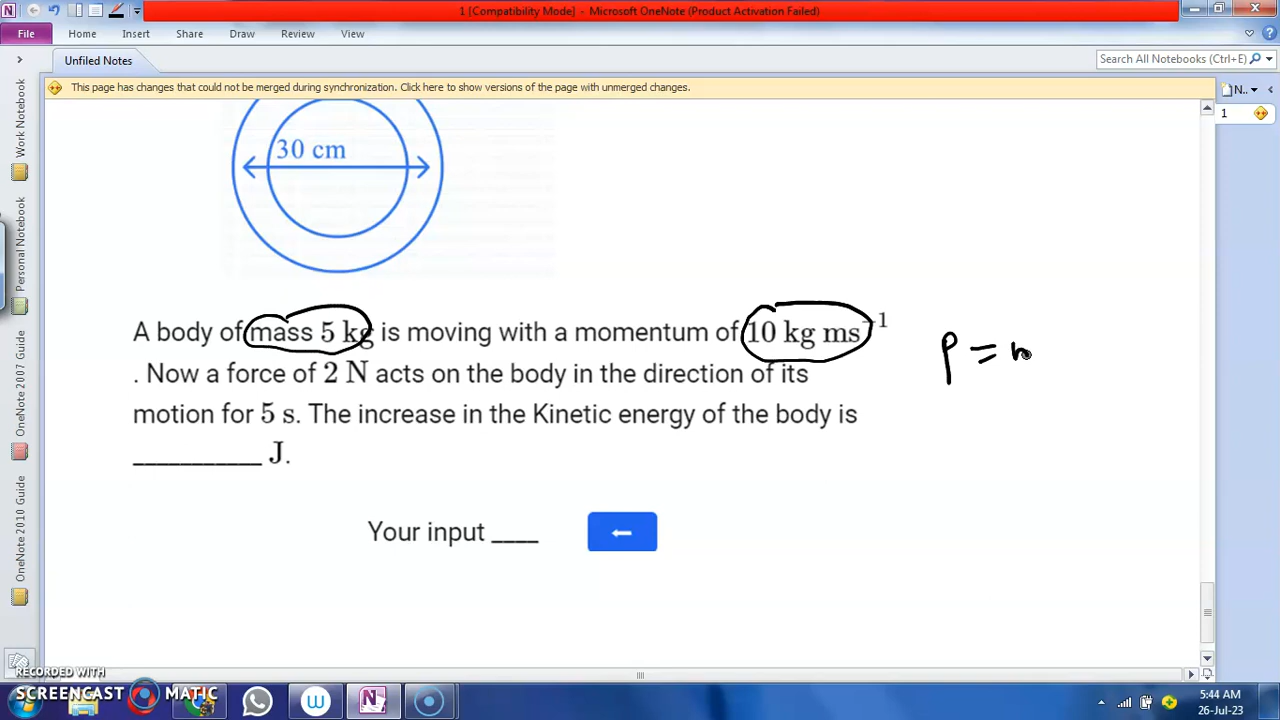 1 [Compatibility Mode] - Microsoft OneNote (Product Activation Failed)
File Home Insert Share Draw Review View
Unfiled Notes
Search All Notebooks (Ctrl+E)
This page has changes that could not be merged during synchronization. Click here to show versions of the page with unmerged changes.
N..
1
Work Notebook
Personal Notebook
OneNote 2007 Guide
OneNote 2010 Guide
30 cm
A body of mass 5 kg is moving with a momentum of 10 kg ms⁻¹
. Now a force of 2 N acts on the body in the direction of its
motion for 5 s. The increase in the Kinetic energy of the body is
___________ J.
P =
Your input ____
RECORDED WITH
SCREENCAST MATIC
5:44 AM
26-Jul-23